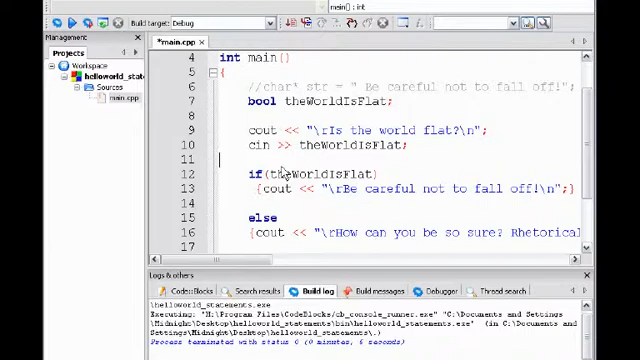 main() : int
Build target: Debug
Management
*main.cpp
Projects
Workspace
helloworld_state
Sources
main.cpp
4 int main()
5 {
6 //char* str = " Be careful not to fall off!";
7 bool theWorldIsFlat;
8
9 cout << "\rIs the world flat?\n";
10 cin >> theWorldIsFlat;
11
12 if(theWorldIsFlat)
13 {cout << "\rBe careful not to fall off!\n";}
14
15 else
16 {cout << "\rHow can you be so sure? Rhetorical
17
Logs & others
Code::Blocks
Search results
Build log
Build messages
Debugger
Thread search
\helloworld_statements.exe
Executing: "H:\Program Files\CodeBlocks/cb_console_runner.exe" "C:\Documents and Settings
\Midnight\Desktop\helloworld_statements\bin\helloworld_statements.exe" (in C:\Documents and
Settings\Midnight\Desktop\helloworld_statements\.)
Process terminated with status 0 (0 minutes, 6 seconds)